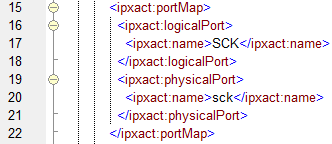 15 <ipxact:portMap>
16 <ipxact:logicalPort>
17 <ipxact:name>SCK</ipxact:name>
18 </ipxact:logicalPort>
19 <ipxact:physicalPort>
20 <ipxact:name>sck</ipxact:name>
21 </ipxact:physicalPort>
22 </ipxact:portMap>